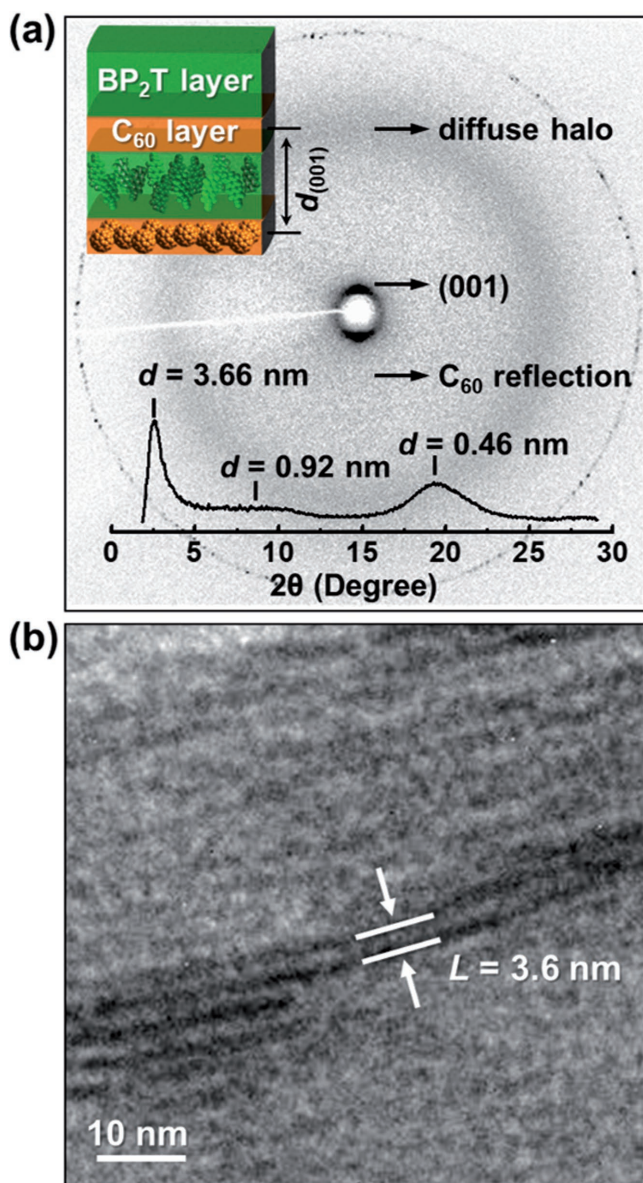 (a)
BP₂T layer
C₆₀ layer
d(001)
diffuse halo
(001)
C₆₀ reflection
d = 3.66 nm
d = 0.92 nm
d = 0.46 nm
0 5 10 15 20 25 30
2θ (Degree)
(b)
L = 3.6 nm
10 nm